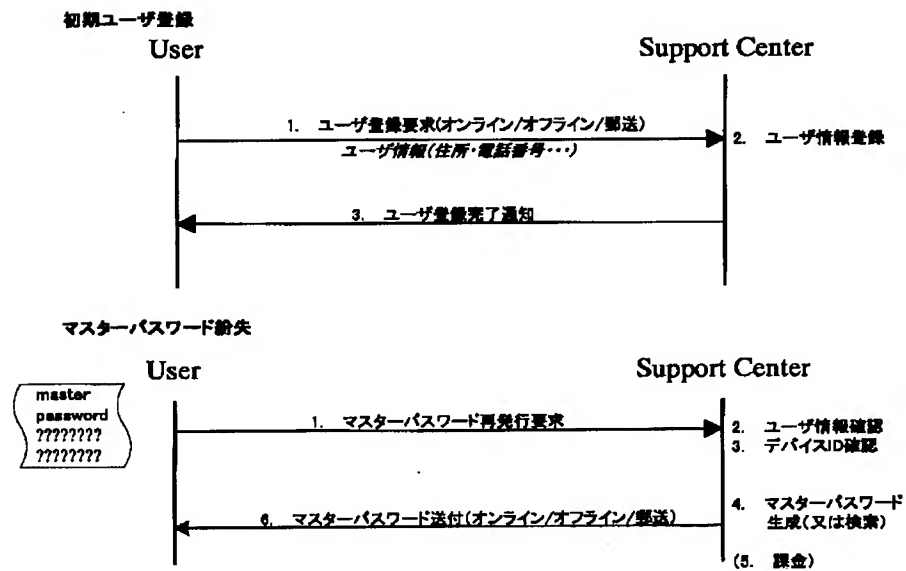 初期ユーザ登録
User
Support Center
1. ユーザ登録要求(オンライン/オフライン/郵送)
ユーザ情報(住所・電話番号・・・)
2. ユーザ情報登録
3. ユーザ登録完了通知
マスターパスワード紛失
User
Support Center
master
password
????????
????????
1. マスターパスワード再発行要求
2. ユーザ情報確認
3. デバイスID確認
4. マスターパスワード
生成(又は検索)
6. マスターパスワード送付(オンライン/オフライン/郵送)
(5. 課金)